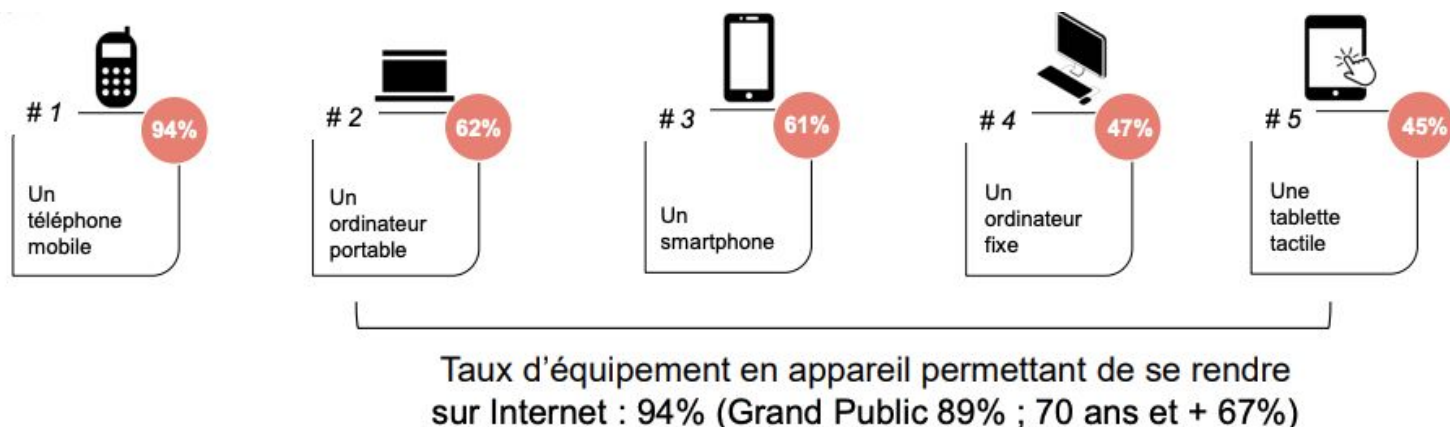 # 1
94%
Un
téléphone
mobile
# 2
62%
Un
ordinateur
portable
# 3
61%
Un
smartphone
# 4
47%
Un
ordinateur
fixe
# 5
45%
Une
tablette
tactile
Taux d'équipement en appareil permettant de se rendre
sur Internet : 94% (Grand Public 89% ; 70 ans et + 67%)